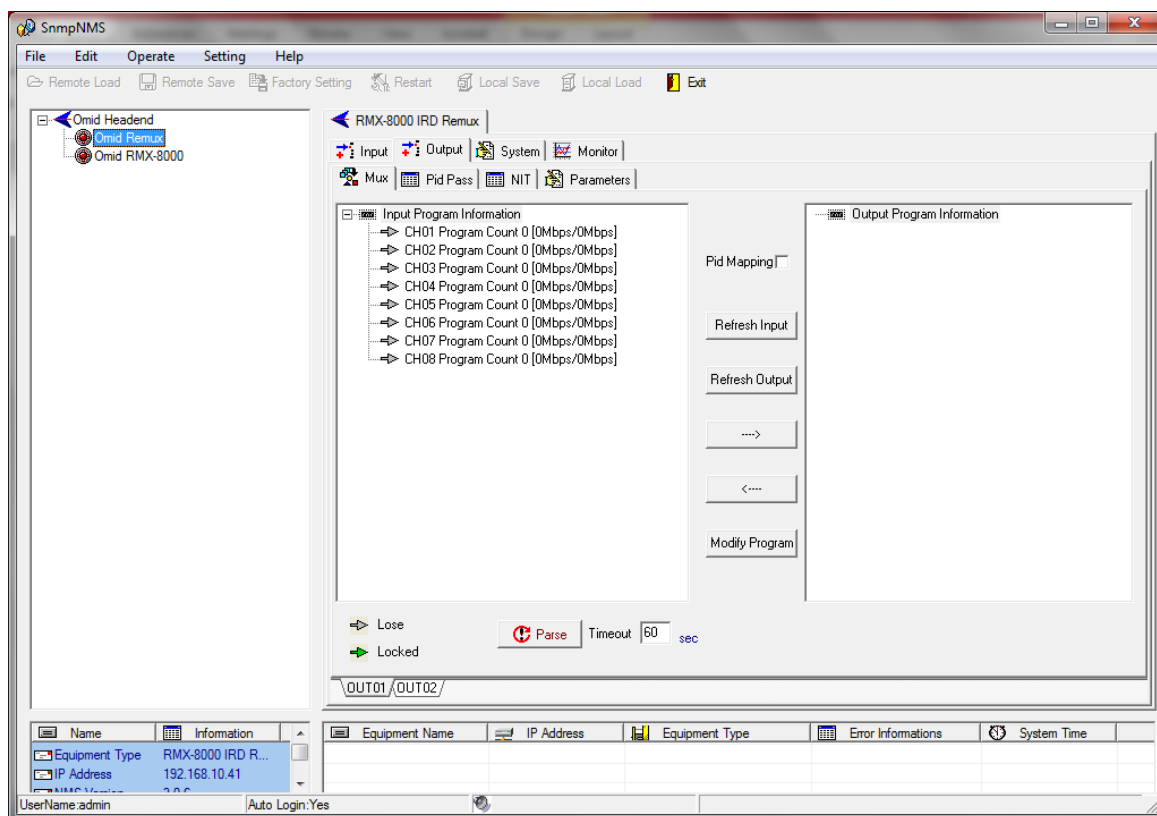 SnmpNMS
File Edit Operate Setting Help
Remote Load Remote Save Factory Setting Restart Local Save Local Load Exit
Omid Headend
Omid Remux
Omid RMX-8000
RMX-8000 IRD Remux
Input Output System Monitor
Mux Pid Pass NIT Parameters
Input Program Information
CH01 Program Count 0 [0Mbps/0Mbps]
CH02 Program Count 0 [0Mbps/0Mbps]
CH03 Program Count 0 [0Mbps/0Mbps]
CH04 Program Count 0 [0Mbps/0Mbps]
CH05 Program Count 0 [0Mbps/0Mbps]
CH06 Program Count 0 [0Mbps/0Mbps]
CH07 Program Count 0 [0Mbps/0Mbps]
CH08 Program Count 0 [0Mbps/0Mbps]
Pid Mapping
Refresh Input
Refresh Output
---->
<----
Modify Program
Output Program Information
Lose
Locked
Parse Timeout 60 sec
OUT01 OUT02
Name Information
Equipment Type RMX-8000 IRD R...
IP Address 192.168.10.41
NMS Version
Equipment Name IP Address Equipment Type Error Informations System Time
UserName:admin Auto Login:Yes